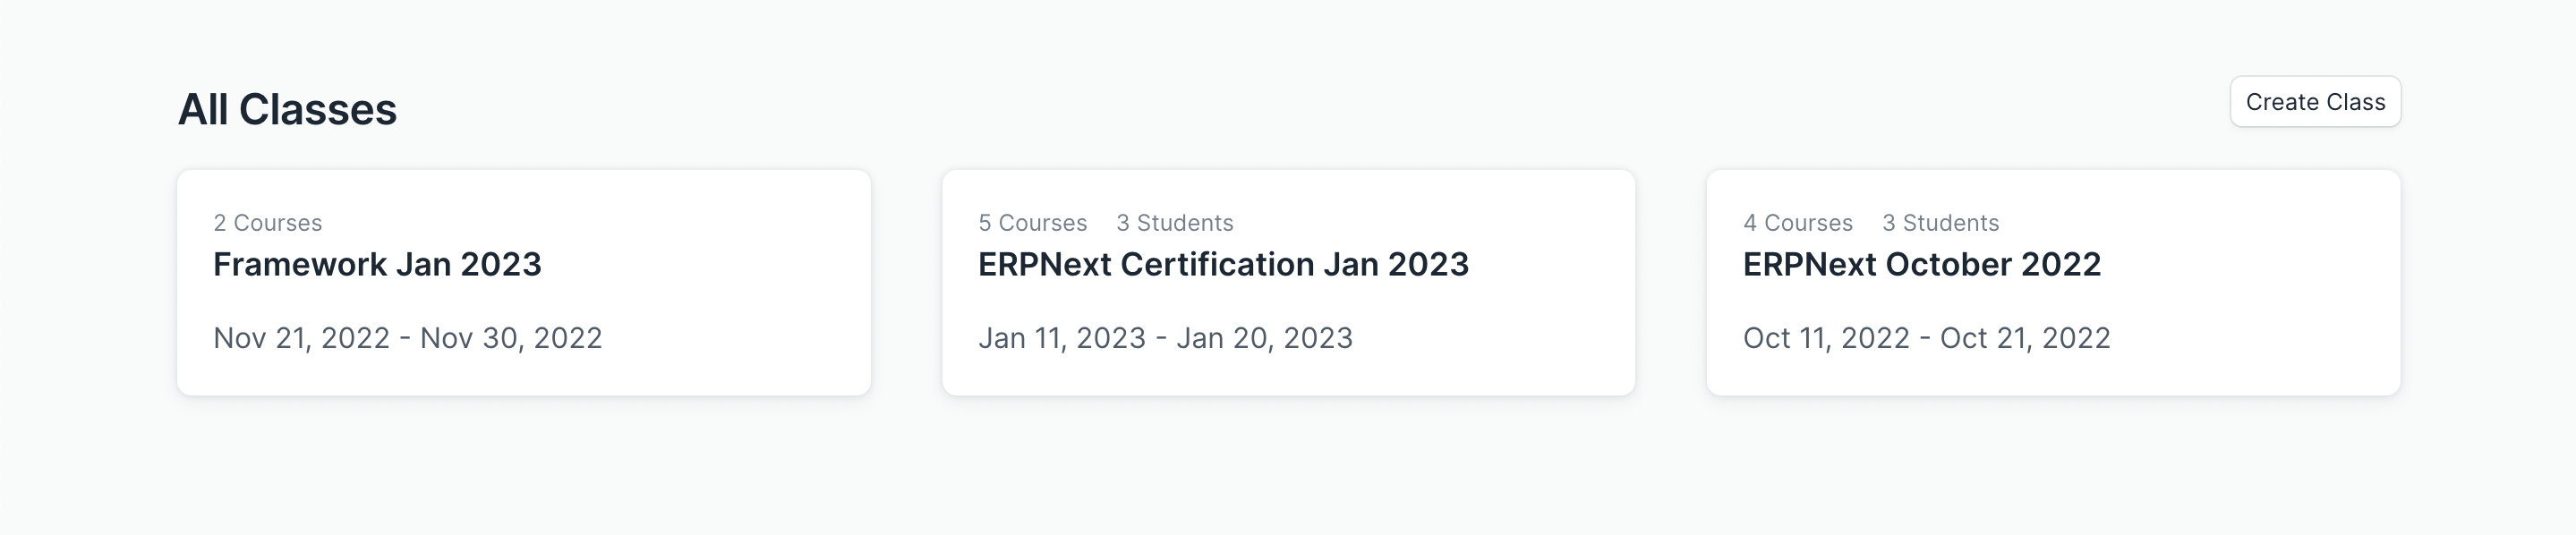 All Classes
Create Class
2 Courses
Framework Jan 2023
Nov 21, 2022 - Nov 30, 2022
5 Courses 3 Students
ERPNext Certification Jan 2023
Jan 11, 2023 - Jan 20, 2023
4 Courses 3 Students
ERPNext October 2022
Oct 11, 2022 - Oct 21, 2022